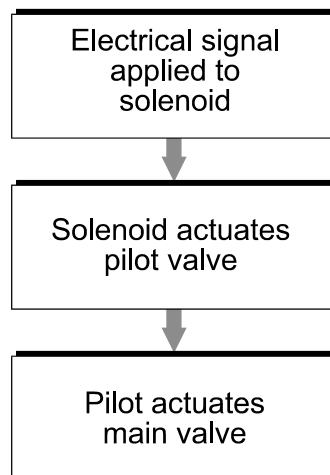 Electrical signal
applied to
solenoid
Solenoid actuates
pilot valve
Pilot actuates
main valve